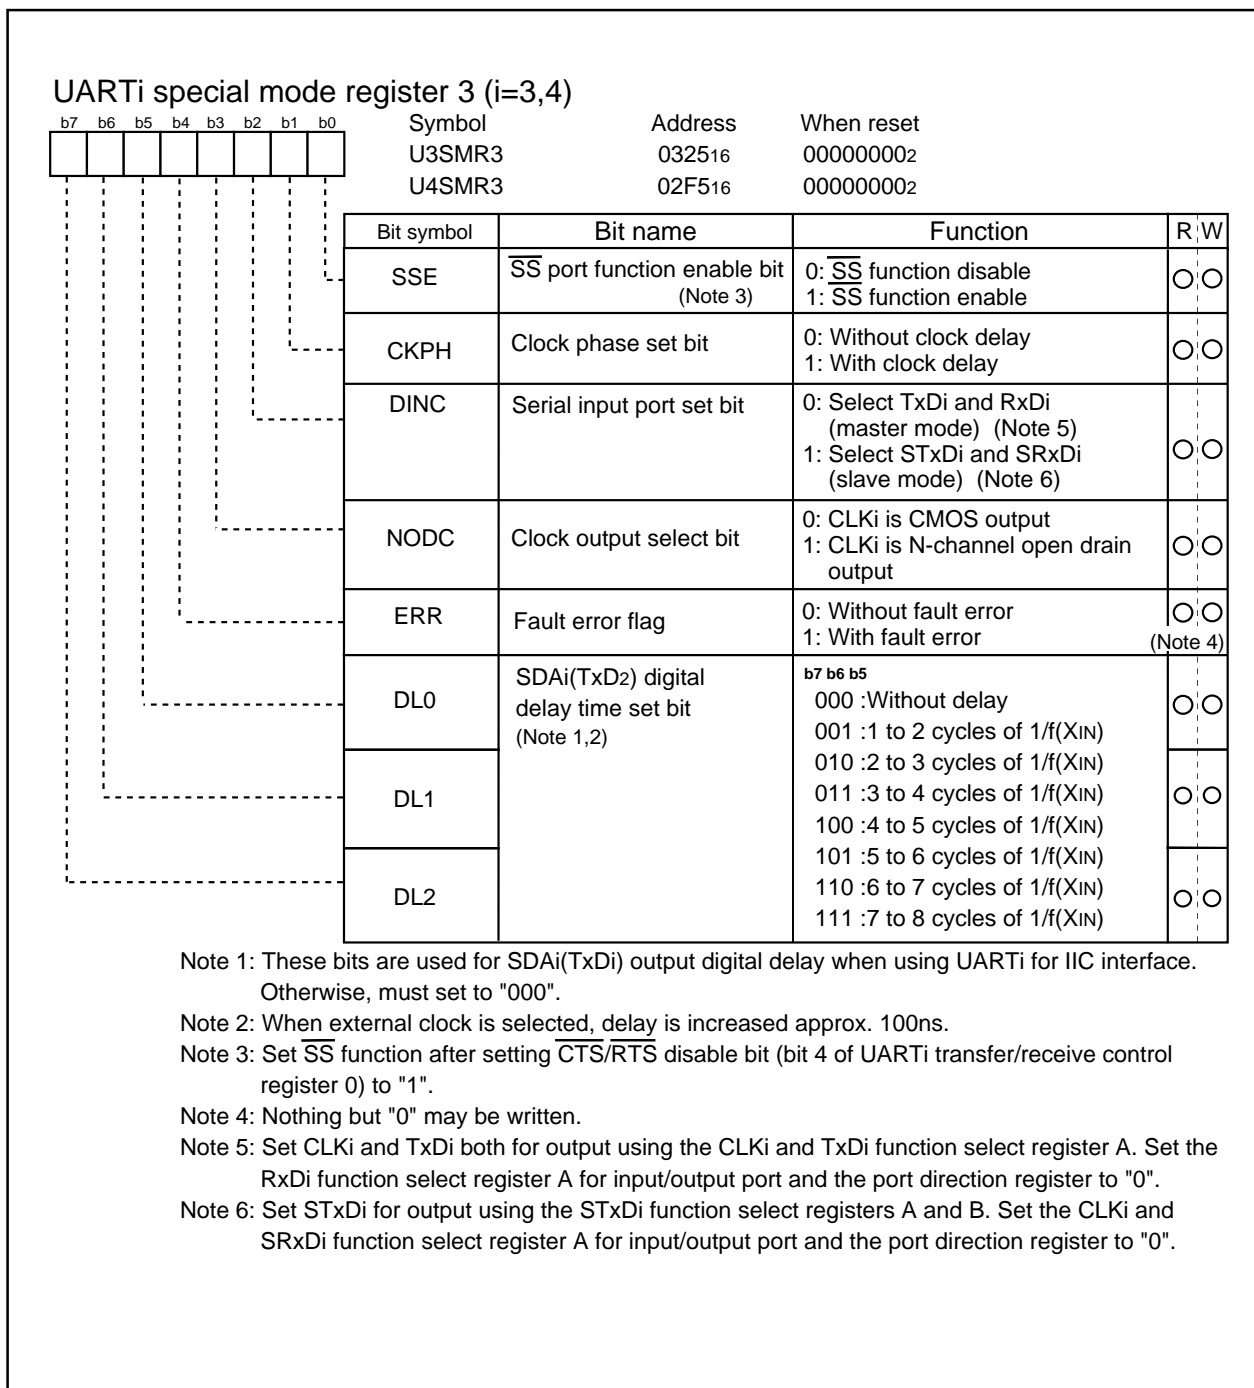 UARTi special mode register 3 (i=3,4)
b7 b6 b5 b4 b3 b2 b1 b0
Symbol Address When reset
U3SMR3 032516 000000002
U4SMR3 02F516 000000002
Bit symbol Bit name Function R W
SSE
SS port function enable bit
(Note 3)
0: SS function disable
1: SS function enable
CKPH
Clock phase set bit
0: Without clock delay
1: With clock delay
DINC
Serial input port set bit
0: Select TxDi and RxDi
(master mode) (Note 5)
1: Select STxDi and SRxDi
(slave mode) (Note 6)
NODC
Clock output select bit
0: CLKi is CMOS output
1: CLKi is N-channel open drain
output
ERR
Fault error flag
0: Without fault error
1: With fault error
(Note 4)
DL0
SDAi(TxD2) digital
delay time set bit
(Note 1,2)
b7 b6 b5
000 :Without delay
001 :1 to 2 cycles of 1/f(XIN)
010 :2 to 3 cycles of 1/f(XIN)
DL1
011 :3 to 4 cycles of 1/f(XIN)
100 :4 to 5 cycles of 1/f(XIN)
101 :5 to 6 cycles of 1/f(XIN)
DL2
110 :6 to 7 cycles of 1/f(XIN)
111 :7 to 8 cycles of 1/f(XIN)
Note 1: These bits are used for SDAi(TxDi) output digital delay when using UARTi for IIC interface.
Otherwise, must set to "000".
Note 2: When external clock is selected, delay is increased approx. 100ns.
Note 3: Set SS function after setting CTS/RTS disable bit (bit 4 of UARTi transfer/receive control
register 0) to "1".
Note 4: Nothing but "0" may be written.
Note 5: Set CLKi and TxDi both for output using the CLKi and TxDi function select register A. Set the
RxDi function select register A for input/output port and the port direction register to "0".
Note 6: Set STxDi for output using the STxDi function select registers A and B. Set the CLKi and
SRxDi function select register A for input/output port and the port direction register to "0".